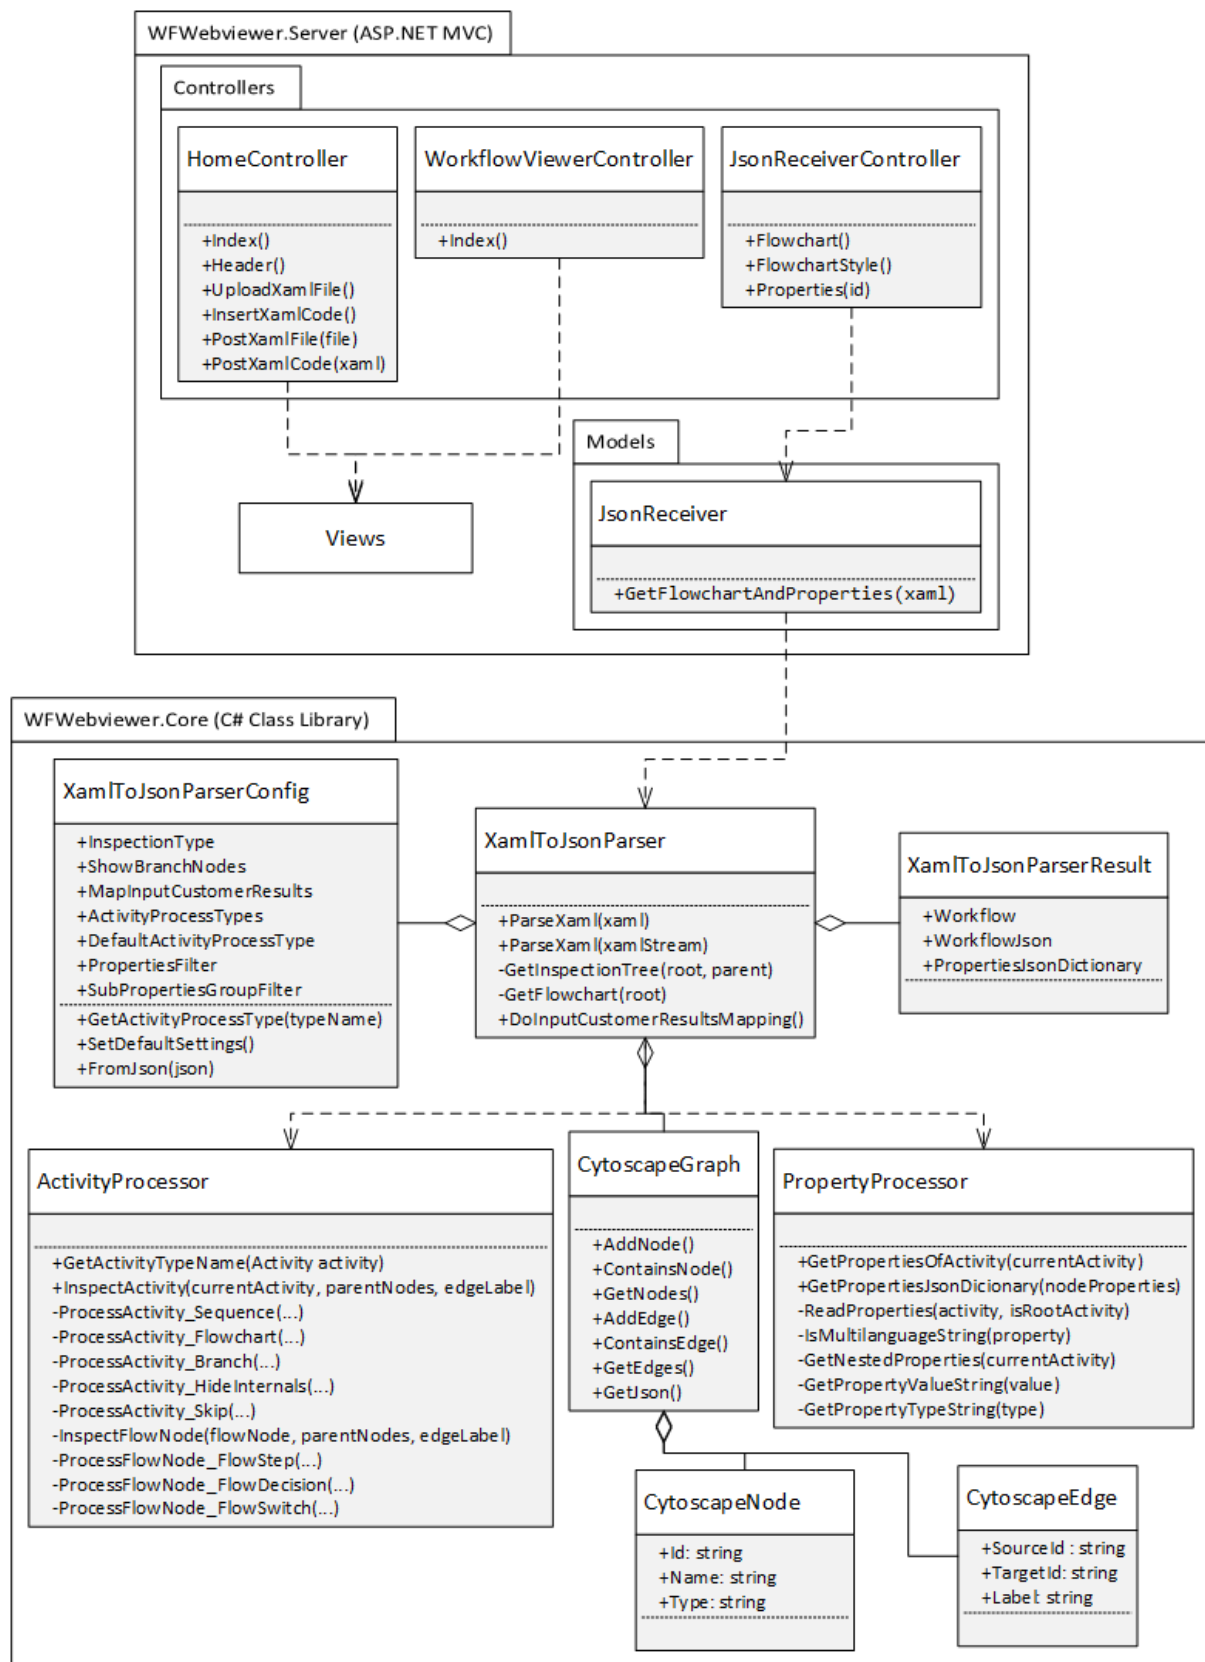 WFWebviewer.Server (ASP.NET MVC)
Controllers
HomeController
+Index()
+Header()
+UploadXamlFile()
+InsertXamlCode()
+PostXamlFile(file)
+PostXamlCode(xaml)
WorkflowViewerController
+Index()
JsonReceiverController
+Flowchart()
+FlowchartStyle()
+Properties(id)
Views
Models
JsonReceiver
+GetFlowchartAndProperties(xaml)
WFWebviewer.Core (C# Class Library)
XamlToJsonParserConfig
+InspectionType
+ShowBranchNodes
+MapInputCustomerResults
+ActivityProcessTypes
+DefaultActivityProcessType
+PropertiesFilter
+SubPropertiesGroupFilter
+GetActivityProcessType(typeName)
+SetDefaultSettings()
+FromJson(json)
XamlToJsonParser
+ParseXaml(xaml)
+ParseXaml(xamlStream)
-GetInspectionTree(root, parent)
-GetFlowchart(root)
+DoInputCustomerResultsMapping()
XamlToJsonParserResult
+Workflow
+WorkflowJson
+PropertiesJsonDictionary
ActivityProcessor
+GetActivityTypeName(Activity activity)
+InspectActivity(currentActivity, parentNodes, edgeLabel)
-ProcessActivity_Sequence(...)
-ProcessActivity_Flowchart(...)
-ProcessActivity_Branch(...)
-ProcessActivity_HideInternals(...)
-ProcessActivity_Skip(...)
-InspectFlowNode(flowNode, parentNodes, edgeLabel)
-ProcessFlowNode_FlowStep(...)
-ProcessFlowNode_FlowDecision(...)
-ProcessFlowNode_FlowSwitch(...)
CytoscapeGraph
+AddNode()
+ContainsNode()
+GetNodes()
+AddEdge()
+ContainsEdge()
+GetEdges()
+GetJson()
PropertyProcessor
+GetPropertiesOfActivity(currentActivity)
+GetPropertiesJsonDicionary(nodeProperties)
-ReadProperties(activity, isRootActivity)
-IsMultilanguageString(property)
-GetNestedProperties(currentActivity)
-GetPropertyValueString(value)
-GetPropertyTypeString(type)
CytoscapeNode
+Id: string
+Name: string
+Type: string
CytoscapeEdge
+SourceId : string
+TargetId: string
+Label: string